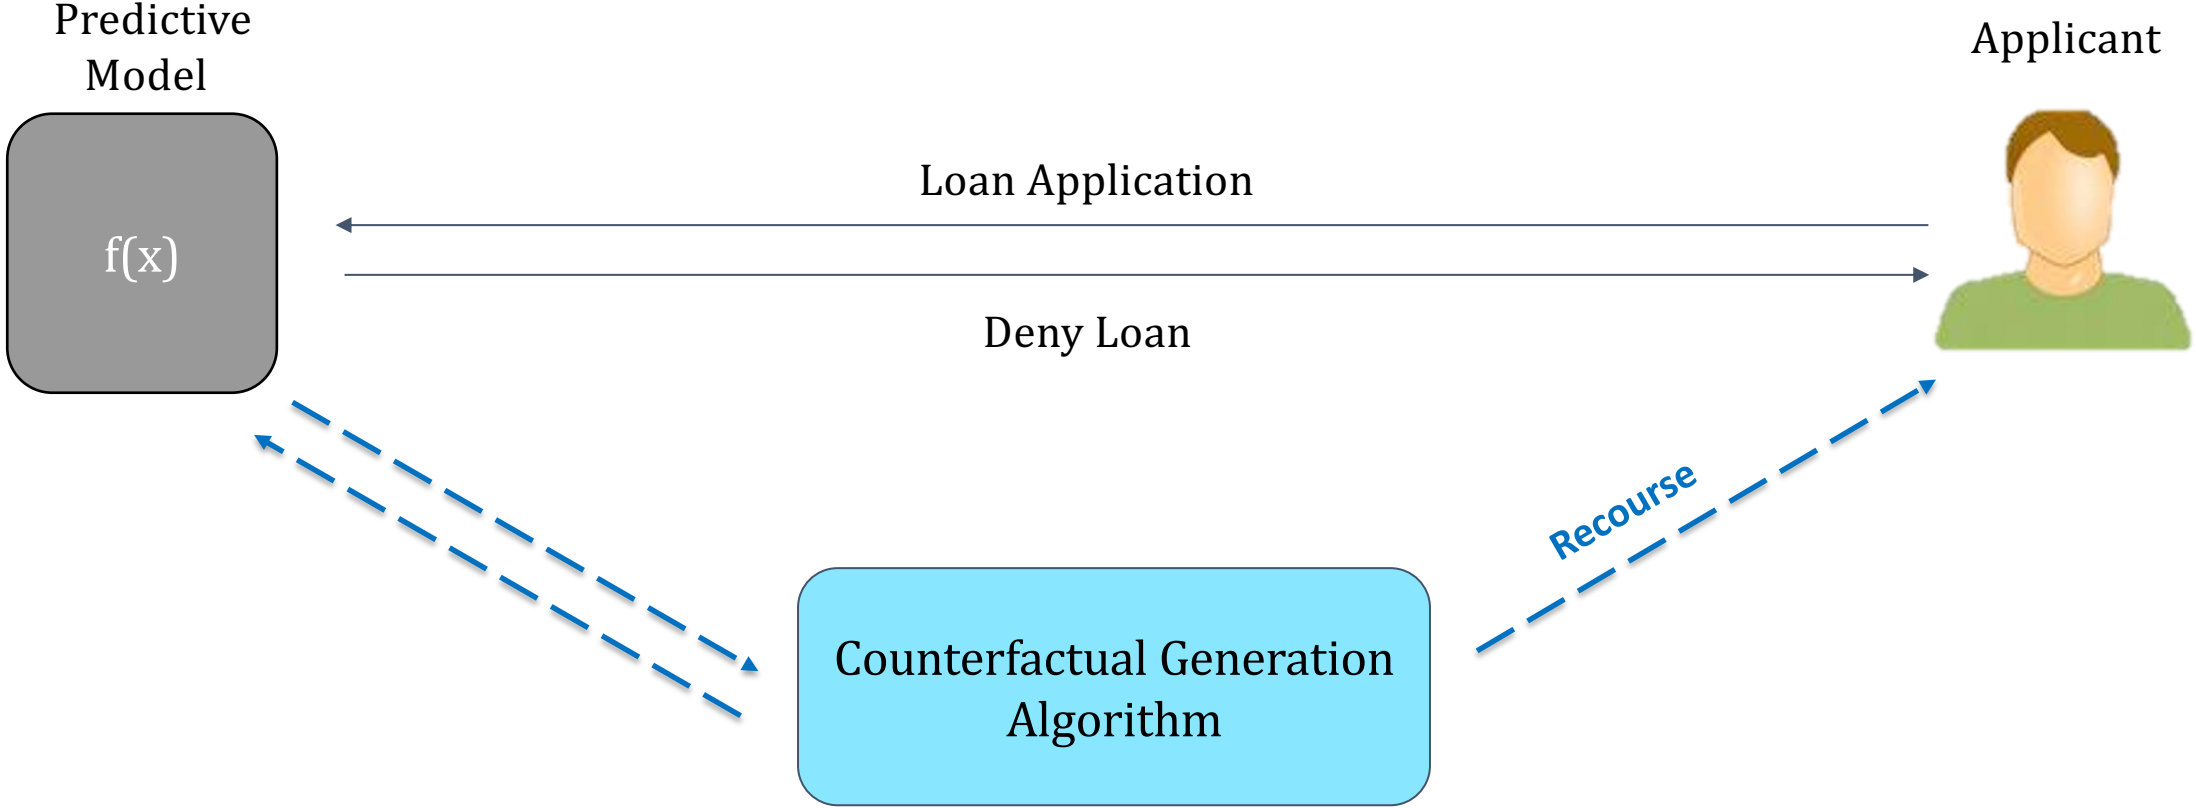 Predictive
Model
Applicant
Loan Application
f(x)
Deny Loan
Recourse
Counterfactual Generation
Algorithm